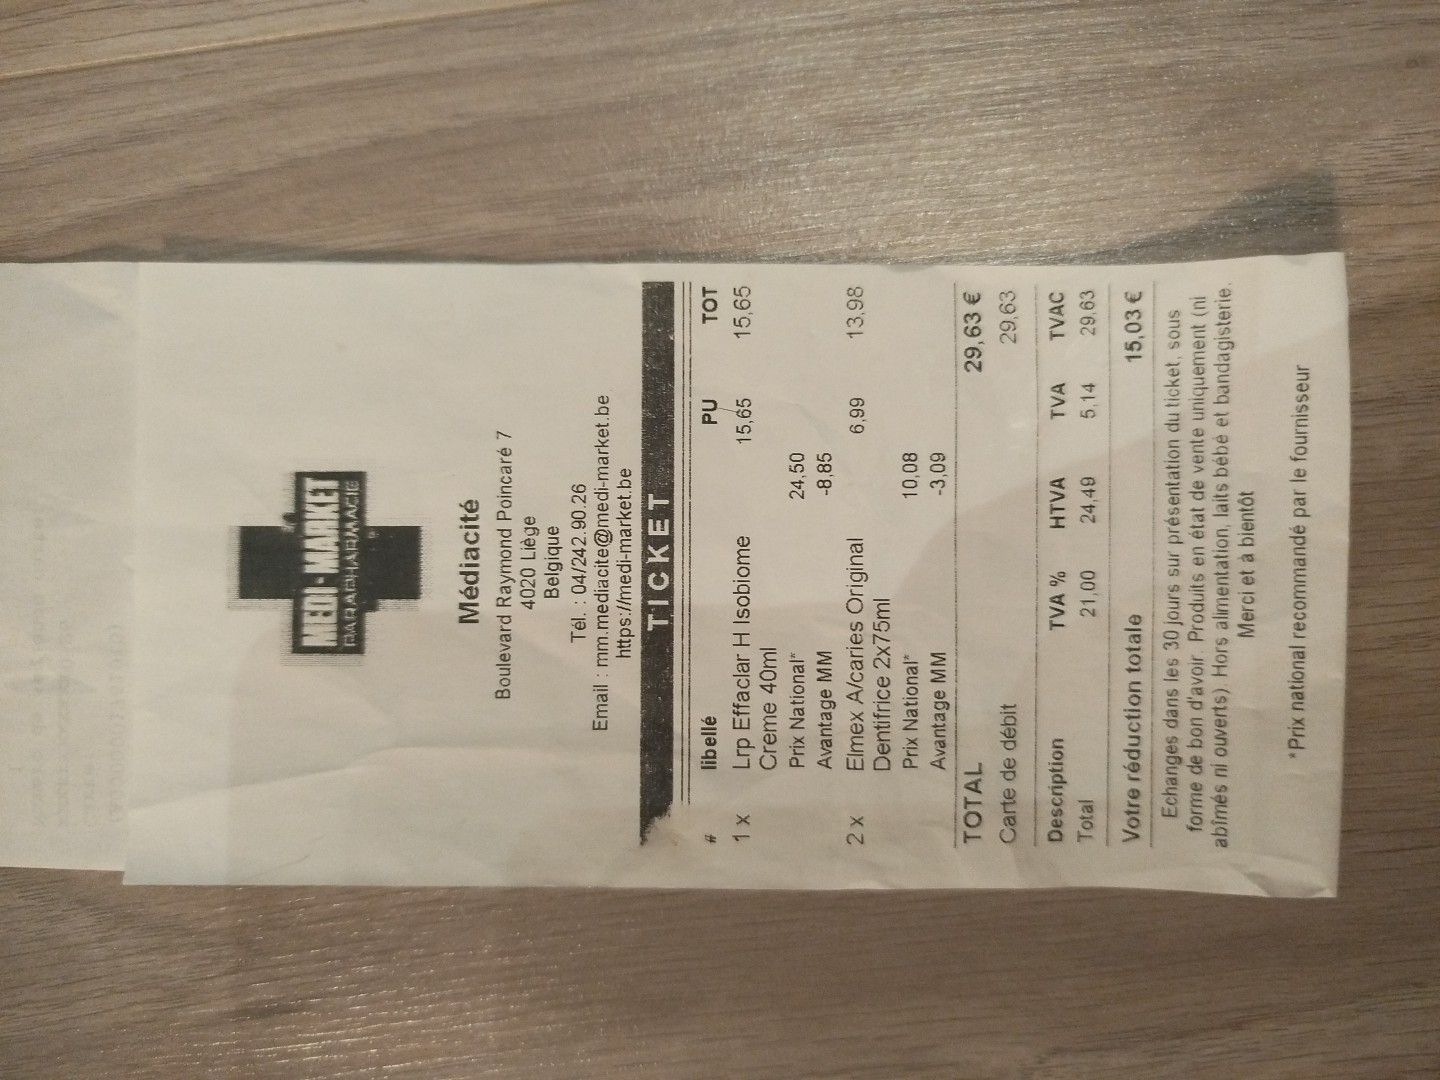 MEDI-MARKET
PARAPHARMACIE
Médiacité
Boulevard Raymond Poincaré 7
4020 Liège
Belgique
Tél. : 04/242.90.26
Email : mm.mediacite@medi-market.be
https://medi-market.be
TICKET
# libellé PU TOT
1 x Lrp Effaclar H Isobiome 15,65 15,65
Creme 40ml
Prix National* 24,50
Avantage MM -8,85
2 x Elmex A/caries Original 6,99 13,98
Dentifrice 2x75ml
Prix National* 10,08
Avantage MM -3,09
TOTAL 29,63 €
Carte de débit 29,63
Description TVA % HTVA TVA TVAC
Total 21,00 24,49 5,14 29,63
Votre réduction totale 15,03 €
Echanges dans les 30 jours sur présentation du ticket, sous
forme de bon d'avoir. Produits en état de vente uniquement (ni
abîmés ni ouverts). Hors alimentation, laits bébé et bandagisterie.
Merci et à bientôt
*Prix national recommandé par le fournisseur